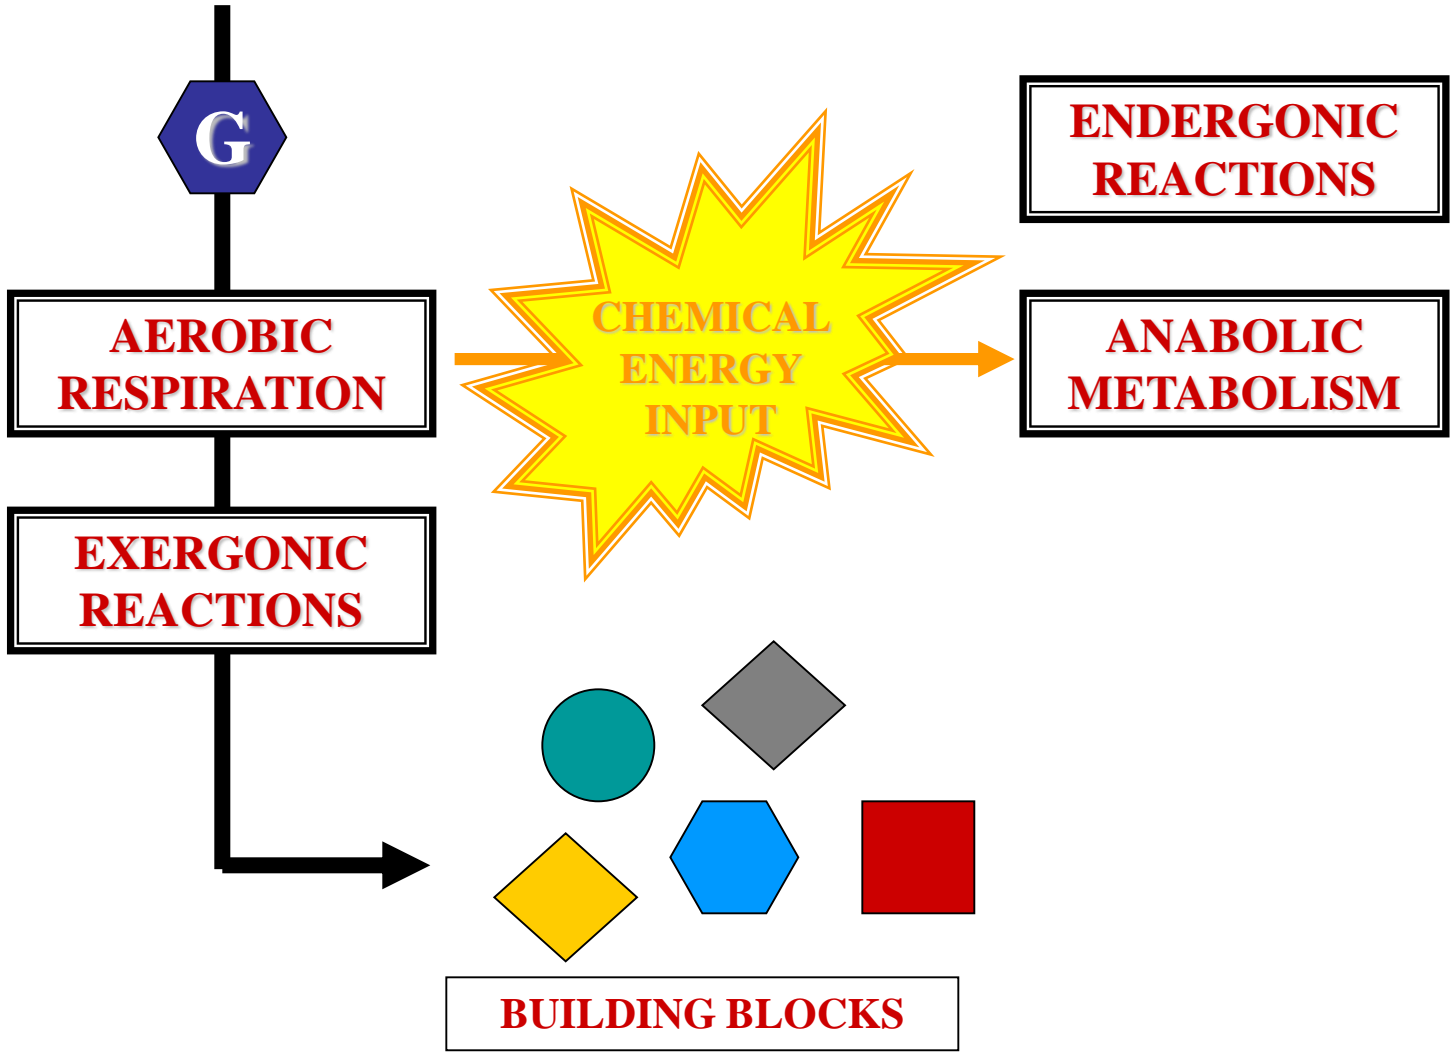 G
ENDERGONIC
REACTIONS
AEROBIC
RESPIRATION
CHEMICAL
ENERGY
INPUT
ANABOLIC
METABOLISM
EXERGONIC
REACTIONS
BUILDING BLOCKS